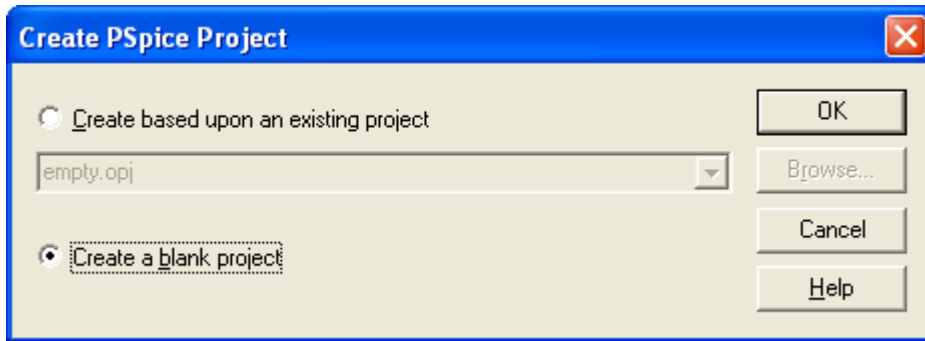 Create PSpice Project
Create based upon an existing project
OK
empty.opj
Browse...
Create a blank project
Cancel
Help